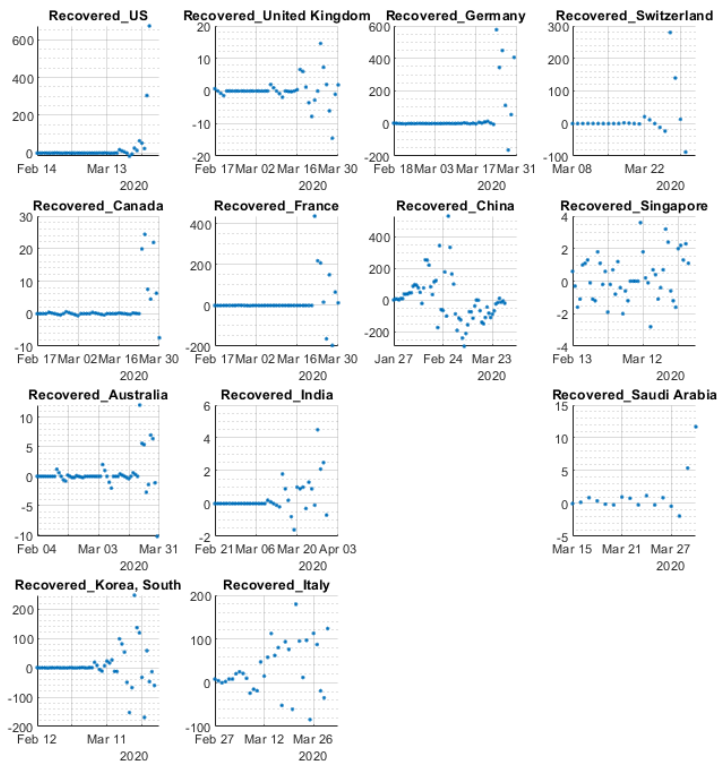 Recovered_US
600
400
200
0
Feb 14 Mar 13
2020
Recovered_United Kingdom
20
10
0
-10
-20
Feb 17 Mar 02 Mar 16 Mar 30
2020
Recovered_Germany
600
400
200
0
-200
Feb 18 Mar 03 Mar 17 Mar 31
2020
Recovered_Switzerland
300
200
100
0
-100
Mar 08 Mar 22
2020
Recovered_Canada
30
20
10
0
-10
Feb 17 Mar 02 Mar 16 Mar 30
2020
Recovered_France
400
200
0
-200
Feb 17 Mar 02 Mar 16 Mar 30
2020
Recovered_China
400
200
0
-200
Jan 27 Feb 24 Mar 23
2020
Recovered_Singapore
4
2
0
-2
-4
Feb 13 Mar 12
2020
Recovered_Australia
10
5
0
-5
-10
Feb 04 Mar 03 Mar 31
2020
Recovered_India
6
4
2
0
-2
Feb 21 Mar 06 Mar 20 Apr 03
2020
Recovered_Saudi Arabia
15
10
5
0
-5
Mar 15 Mar 21 Mar 27
2020
Recovered_Korea, South
200
100
0
-100
-200
Feb 12 Mar 11
2020
Recovered_Italy
200
100
0
-100
Feb 27 Mar 12 Mar 26
2020